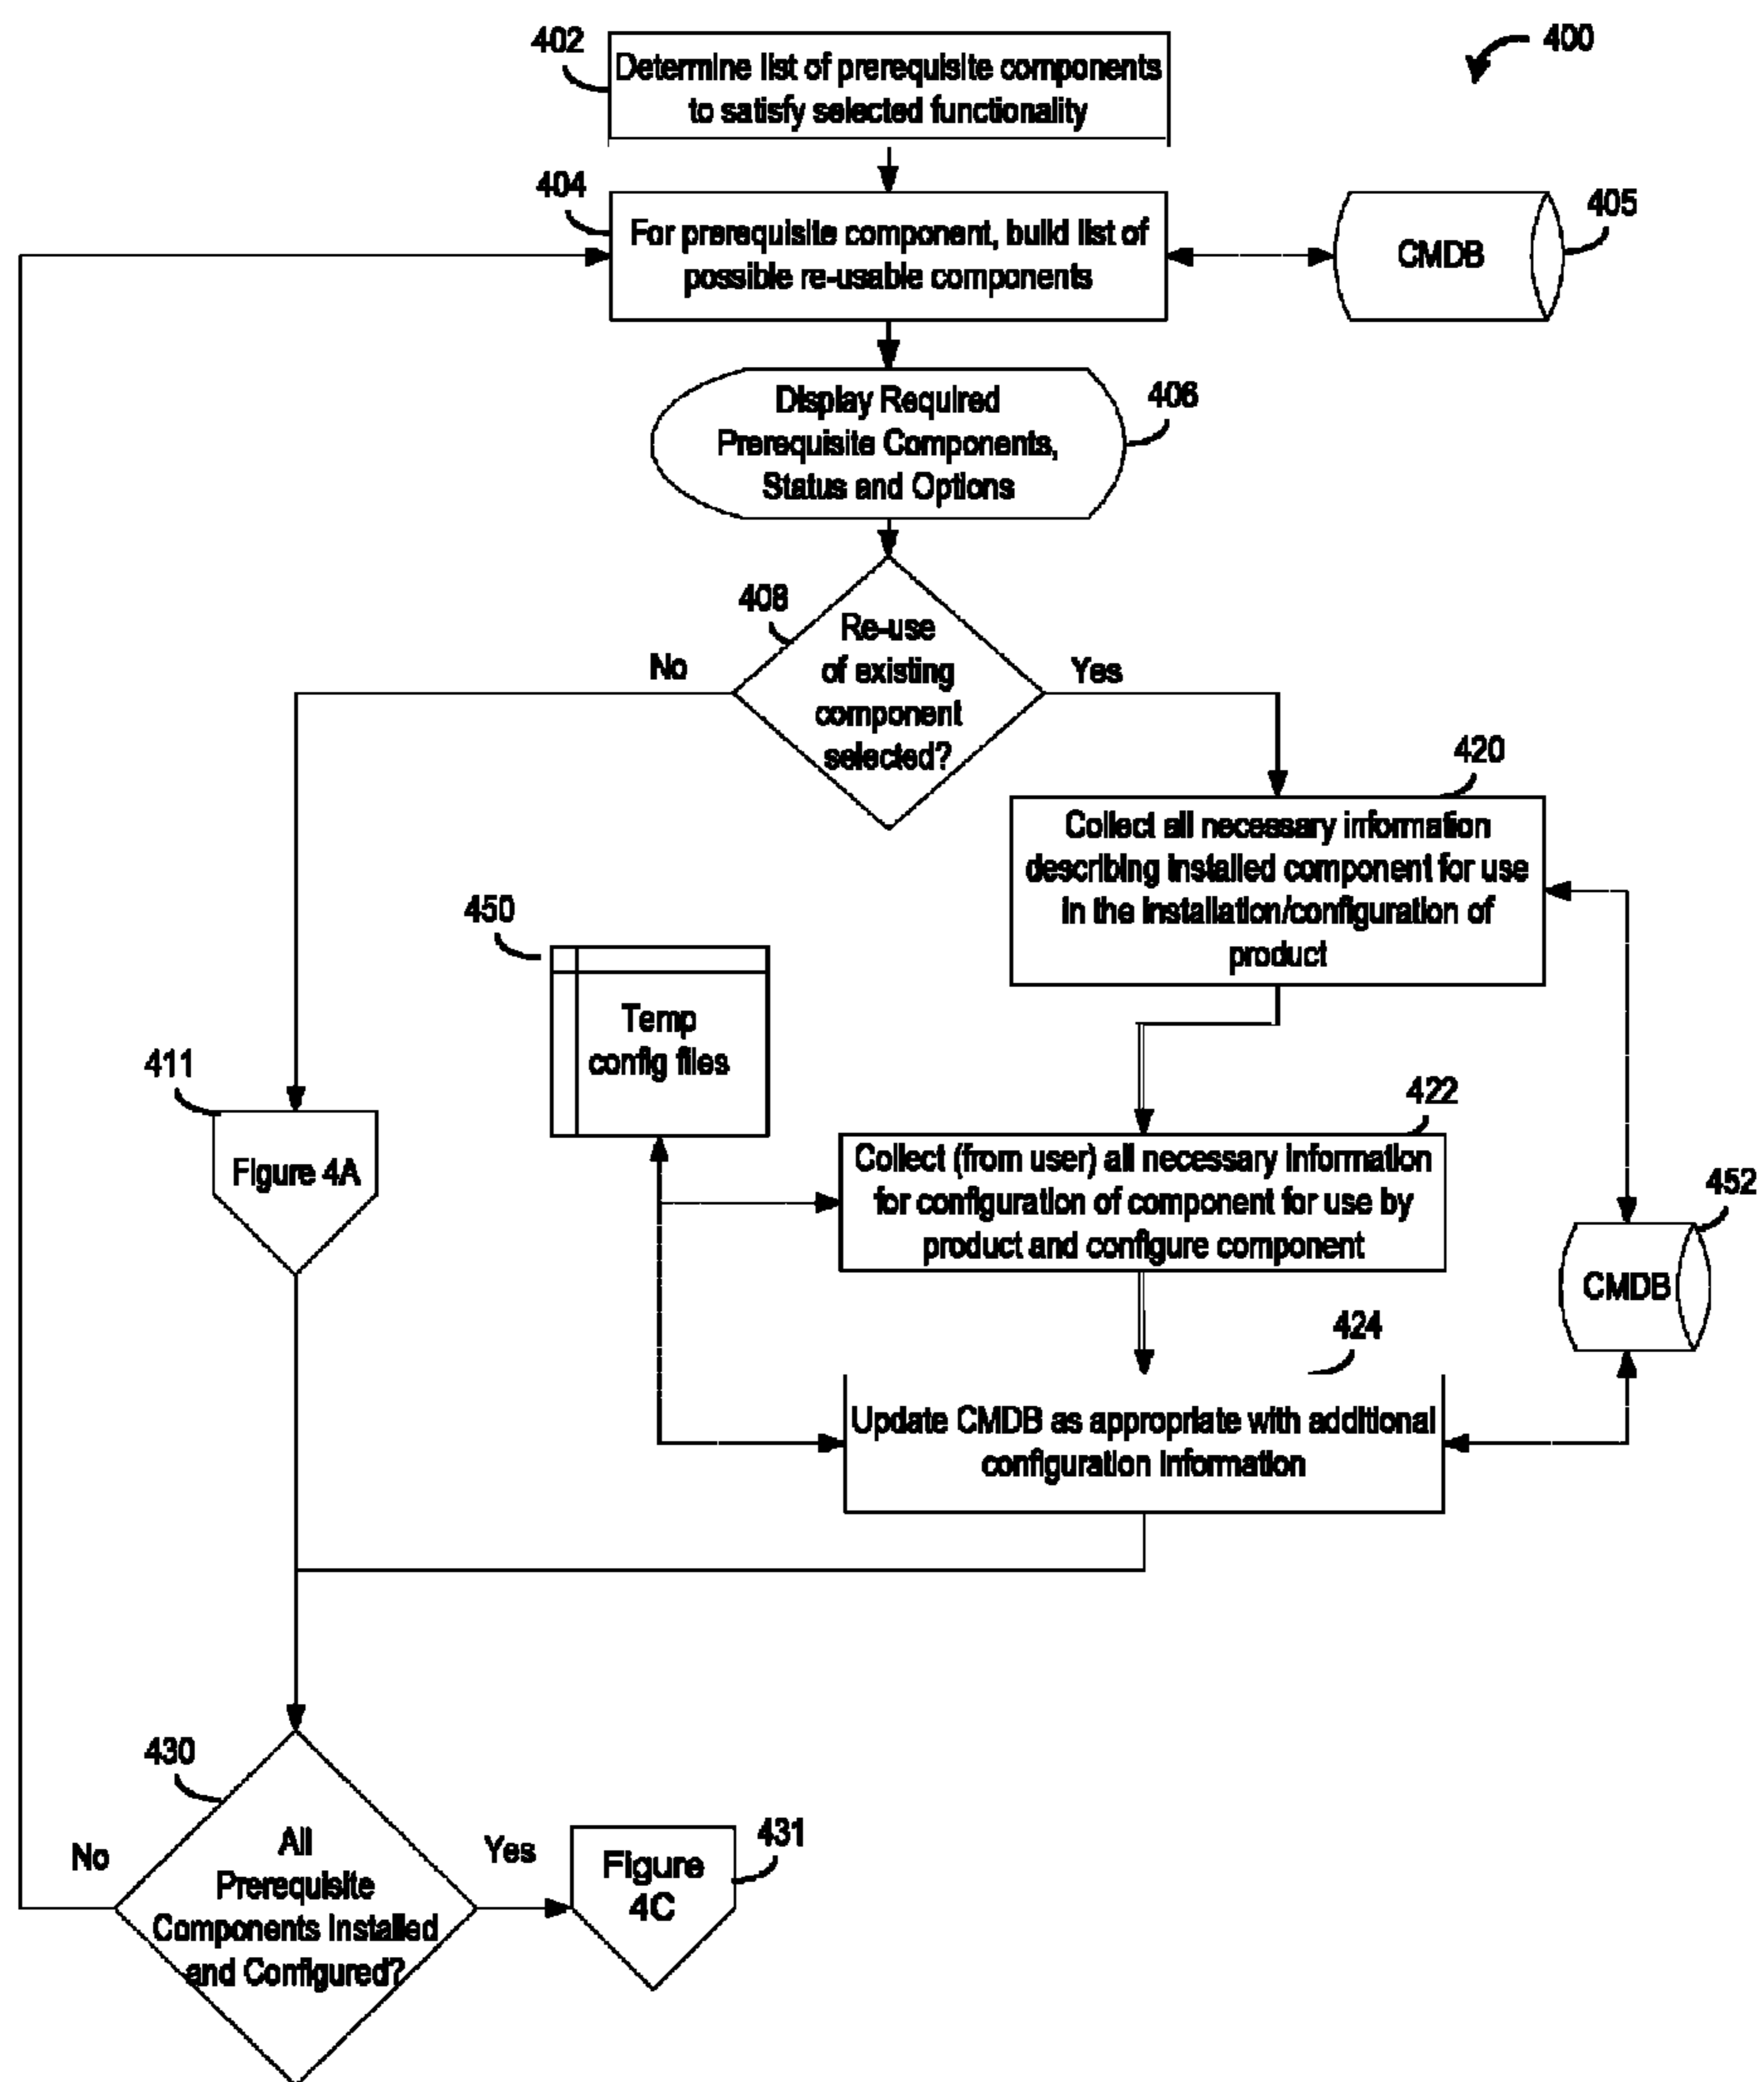 400
402
Determine list of prerequisite components
to satisfy selected functionality
404
For prerequisite component, build list of
possible re-usable components
405
CMDB
406
Display Required
Prerequisite Components,
Status and Options
408
Re-use
of existing
component
selected?
No
Yes
420
Collect all necessary information
describing installed component for use
in the installation/configuration of
product
450
Temp
config files
411
Figure 4A
422
Collect (from user) all necessary information
for configuration of component for use by
product and configure component
452
CMDB
424
Update CMDB as appropriate with additional
configuration information
430
All
Prerequisite
Components Installed
and Configured?
No
Yes
431
Figure
4C